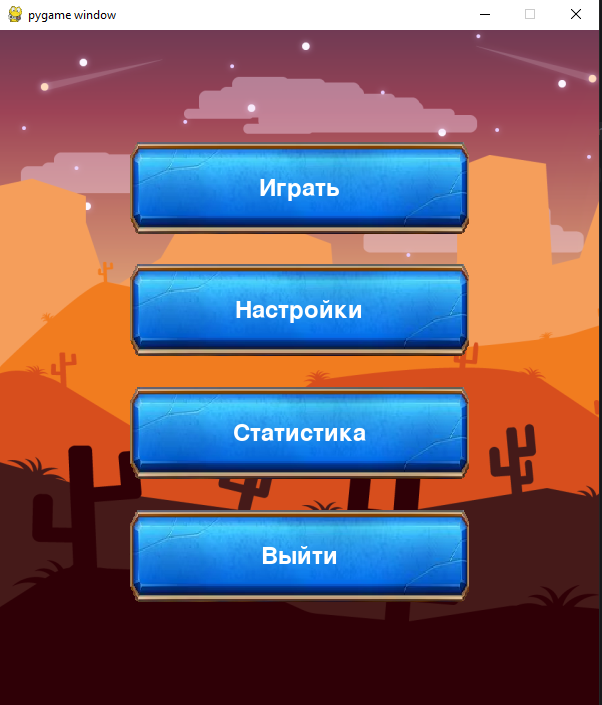 pygame window
Играть
Настройки
Статистика
Выйти